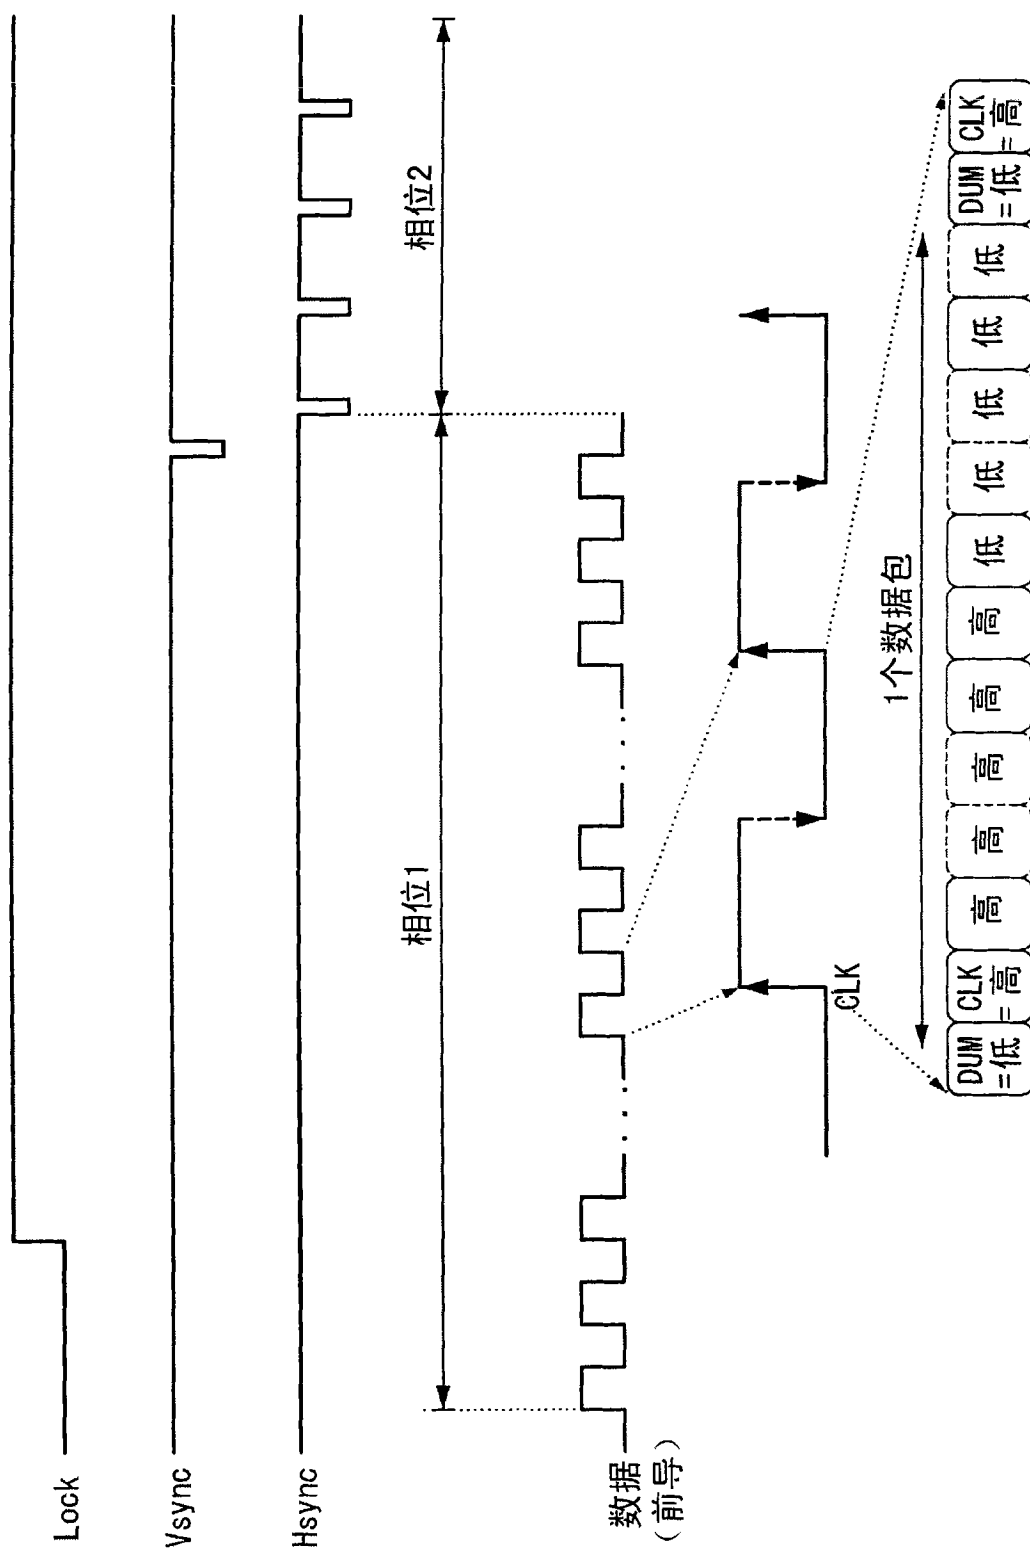 Lock
Vsync
Hsync
相位1
相位2
数据
（前导）
CLK
1个数据包
DUM
=低
CLK
=高
高
高
高
高
高
低
低
低
低
低
DUM
=低
CLK
=高